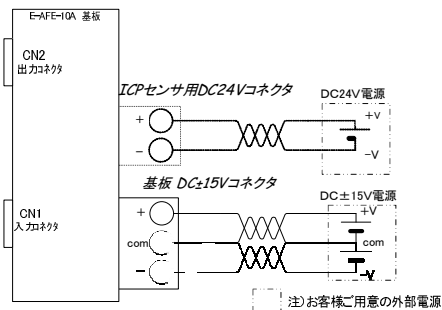 E-AFE-10A 基板
CN2
出力コネクタ
ICPセンサ用DC24Vコネクタ
DC24V電源
+
+V
−
-V
基板 DC±15Vコネクタ
DC±15V電源
CN1
入力コネクタ
+
+V
com
com
−
-V
注)お客様ご用意の外部電源